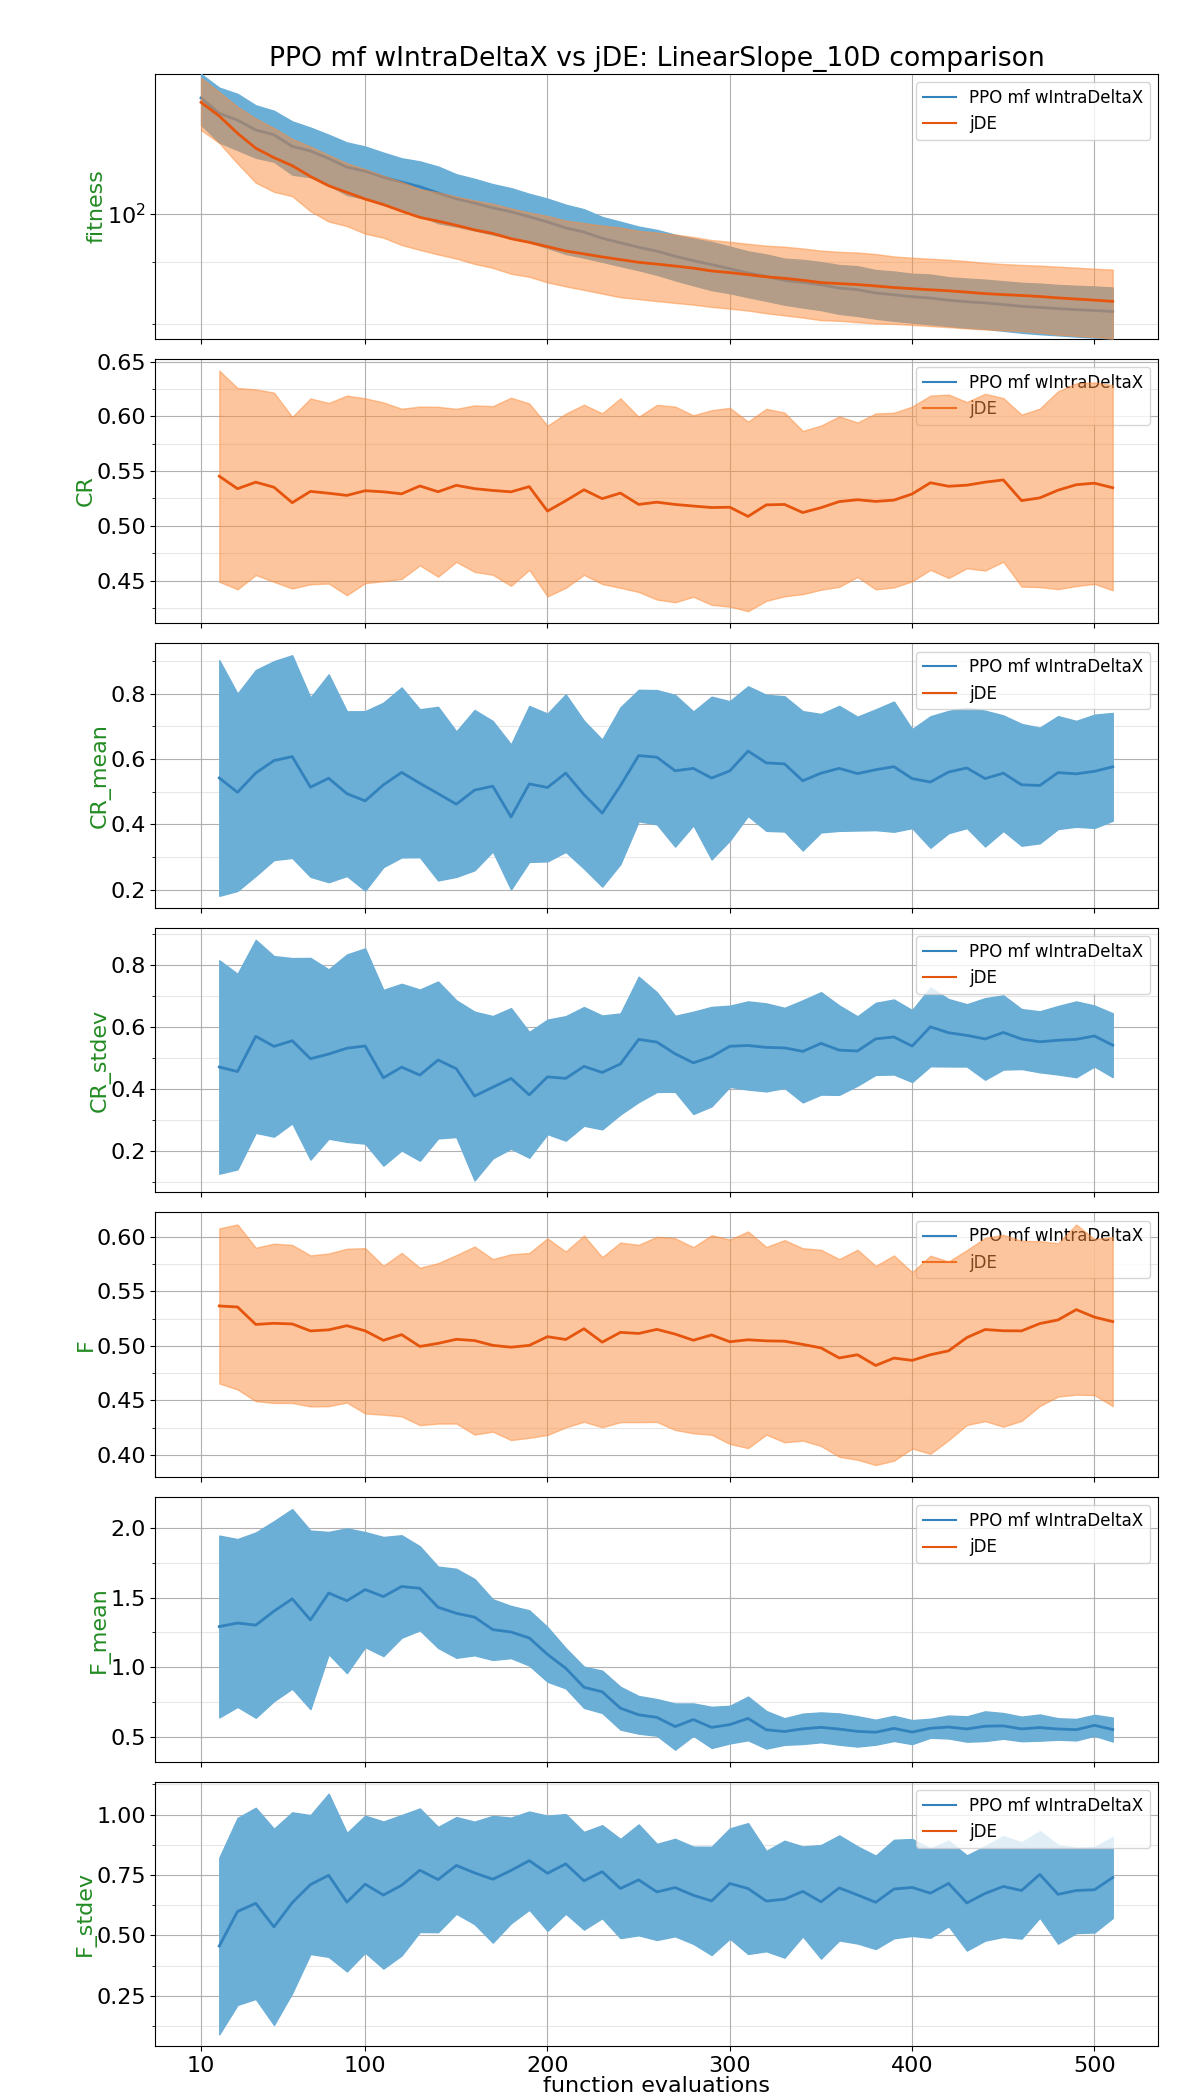 PPO mf wIntraDeltaX vs jDE: LinearSlope_10D comparison
fitness
10²
PPO mf wIntraDeltaX
jDE
CR
0.65
0.60
0.55
0.50
0.45
PPO mf wIntraDeltaX
jDE
CR_mean
0.8
0.6
0.4
0.2
PPO mf wIntraDeltaX
jDE
CR_stdev
0.8
0.6
0.4
0.2
PPO mf wIntraDeltaX
jDE
F
0.60
0.55
0.50
0.45
0.40
PPO mf wIntraDeltaX
jDE
F_mean
2.0
1.5
1.0
0.5
PPO mf wIntraDeltaX
jDE
F_stdev
1.00
0.75
0.50
0.25
PPO mf wIntraDeltaX
jDE
10 100 200 300 400 500
function evaluations